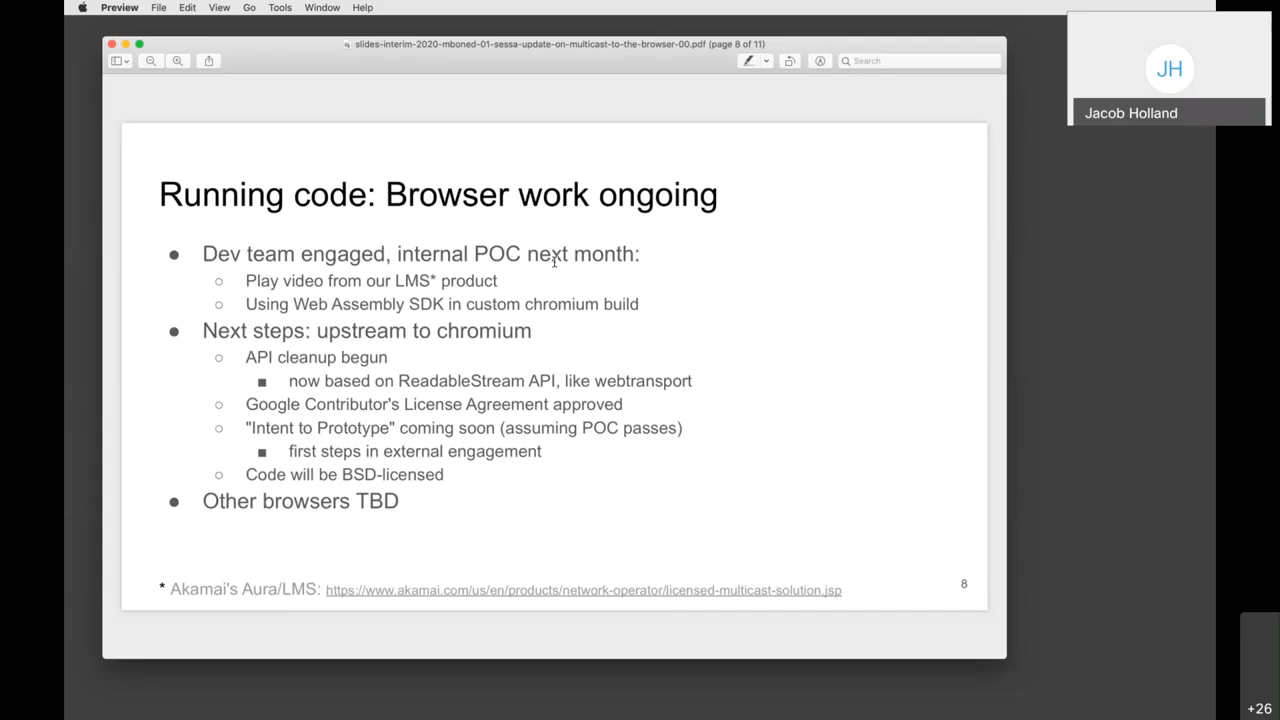 Preview File Edit View Go Tools Window Help
slides-interim-2020-mboned-01-sessa-update-on-multicast-to-the-browser-00.pdf (page 8 of 11)
Search
JH
Jacob Holland
Running code: Browser work ongoing
● Dev team engaged, internal POC next month:
○ Play video from our LMS* product
○ Using Web Assembly SDK in custom chromium build
● Next steps: upstream to chromium
○ API cleanup begun
■ now based on ReadableStream API, like webtransport
○ Google Contributor's License Agreement approved
○ "Intent to Prototype" coming soon (assuming POC passes)
■ first steps in external engagement
○ Code will be BSD-licensed
● Other browsers TBD
* Akamai's Aura/LMS: https://www.akamai.com/us/en/products/network-operator/licensed-multicast-solution.jsp
8
+26